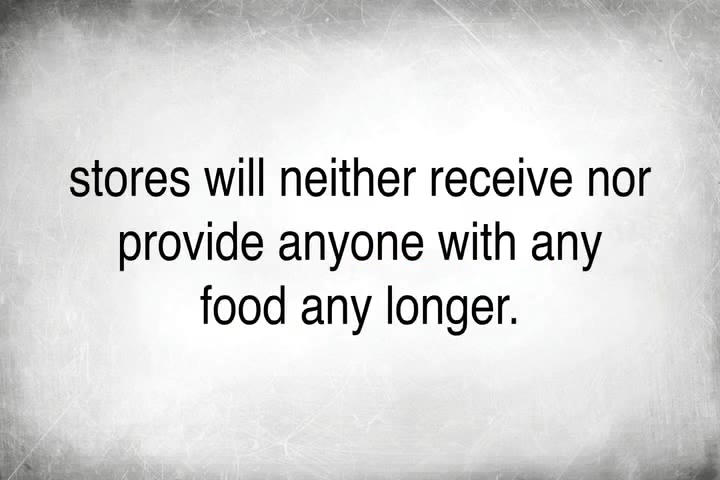 stores will neither receive nor
provide anyone with any
food any longer.